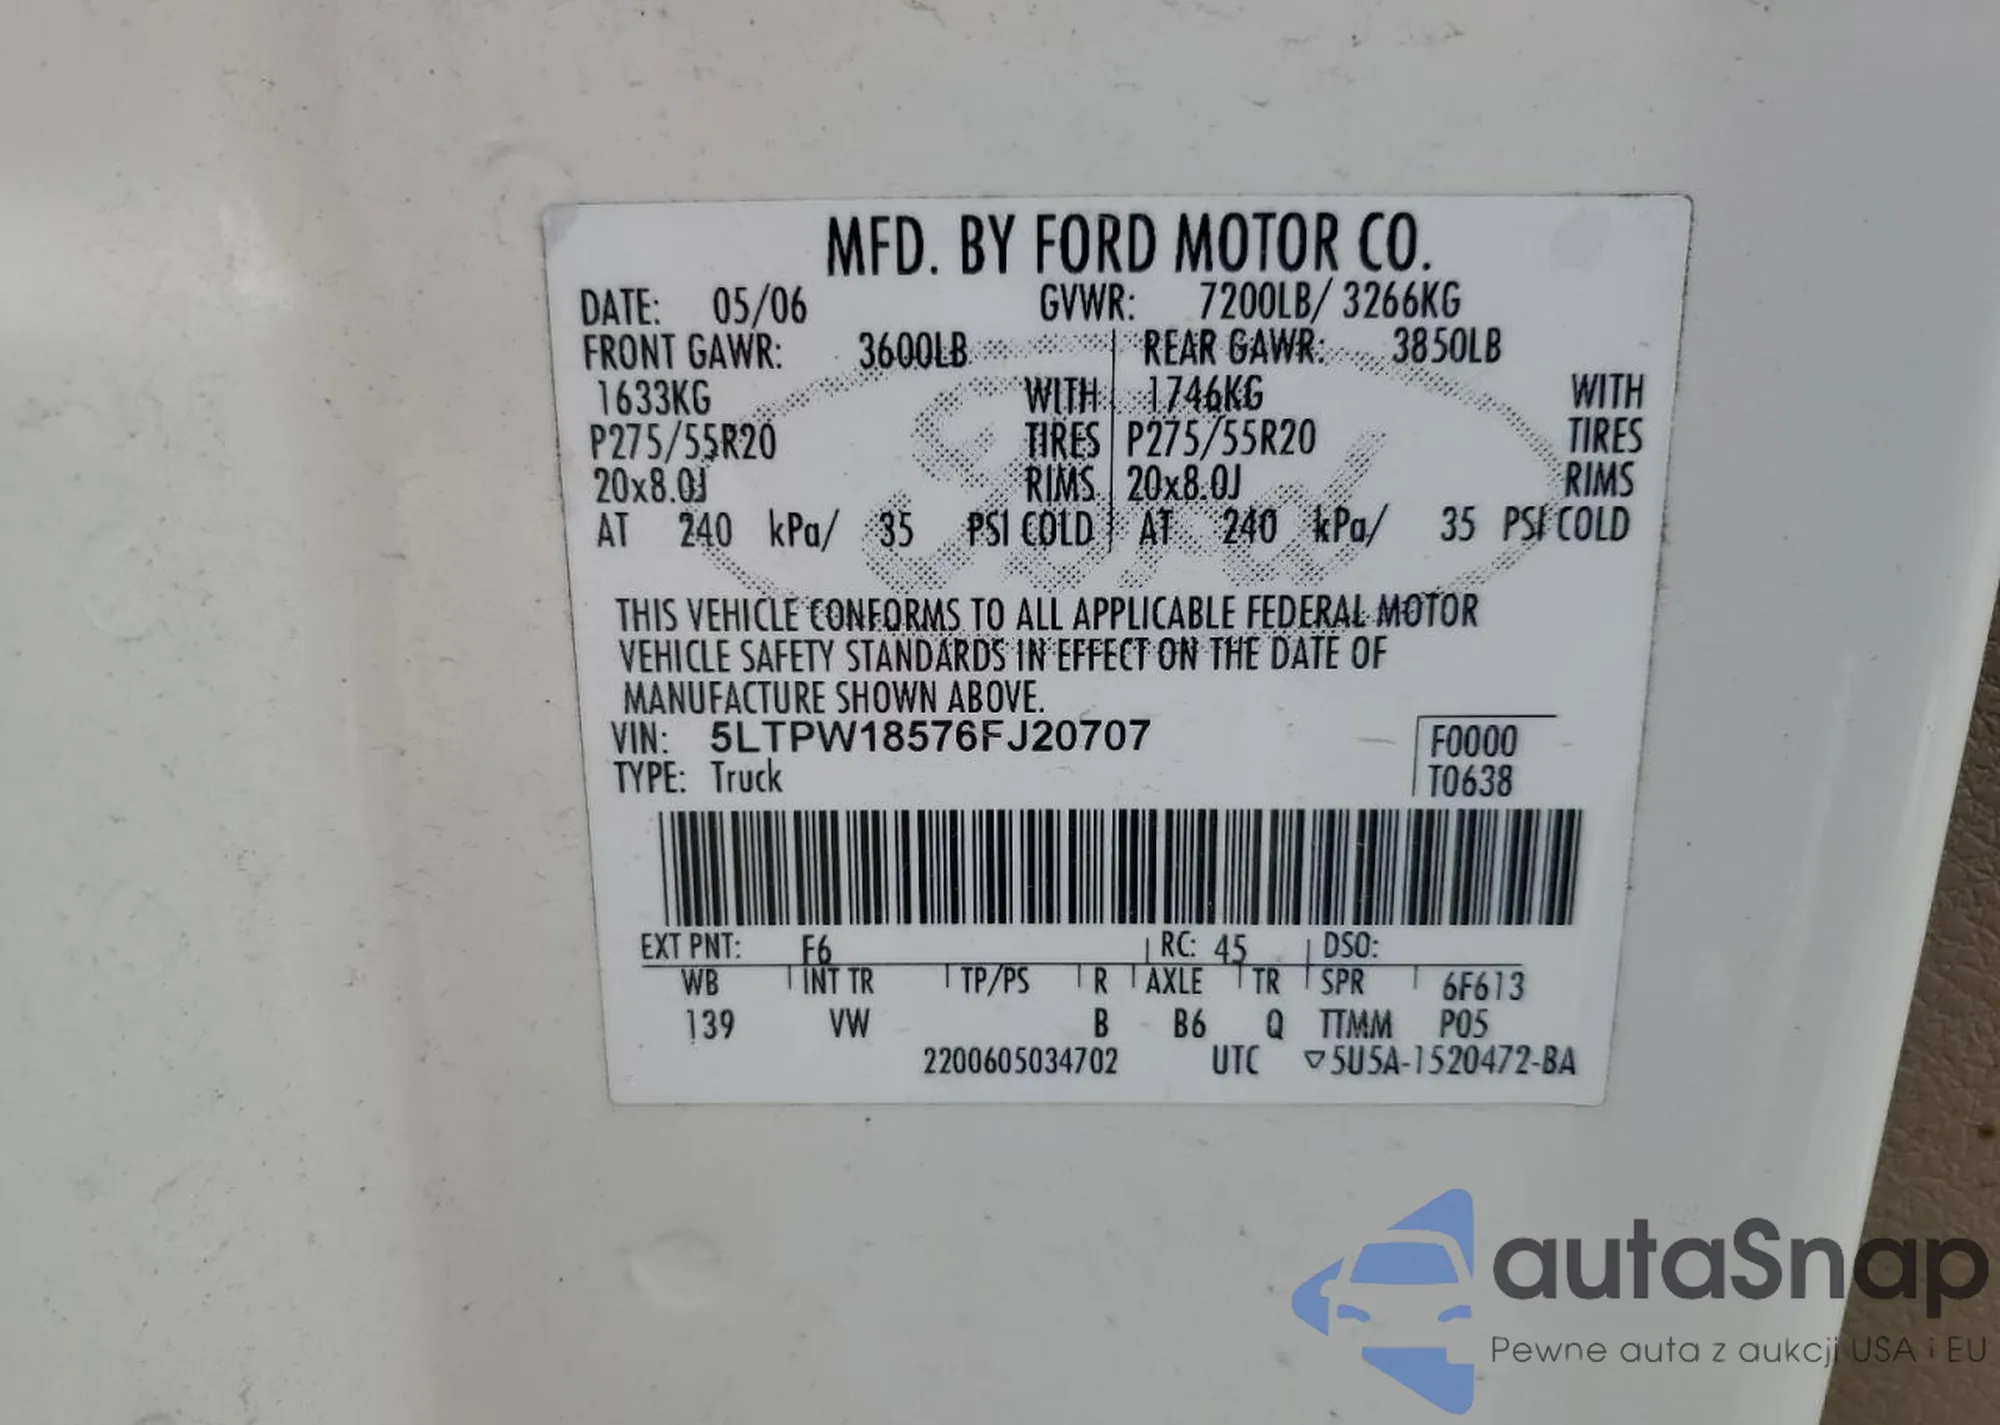 MFD. BY FORD MOTOR CO.
DATE: 05/06 GVWR: 7200LB/ 3266KG
FRONT GAWR: 3600LB REAR GAWR: 3850LB
1633KG WITH 1746KG WITH
P275/55R20 TIRES P275/55R20 TIRES
20x8.0J RIMS 20x8.0J RIMS
AT 240 kPa/ 35 PSI COLD AT 240 kPa/ 35 PSI COLD
THIS VEHICLE CONFORMS TO ALL APPLICABLE FEDERAL MOTOR
VEHICLE SAFETY STANDARDS IN EFFECT ON THE DATE OF
MANUFACTURE SHOWN ABOVE.
VIN: 5LTPW18576FJ20707 F0000
TYPE: Truck T0638
EXT PNT: F6 RC: 45 DSO:
WB INT TR TP/PS R AXLE TR SPR 6F613
139 VW B B6 Q TTMM P05
2200605034702 UTC ▽5U5A-1520472-BA
autaSnap
Pewne auta z aukcji USA i EU